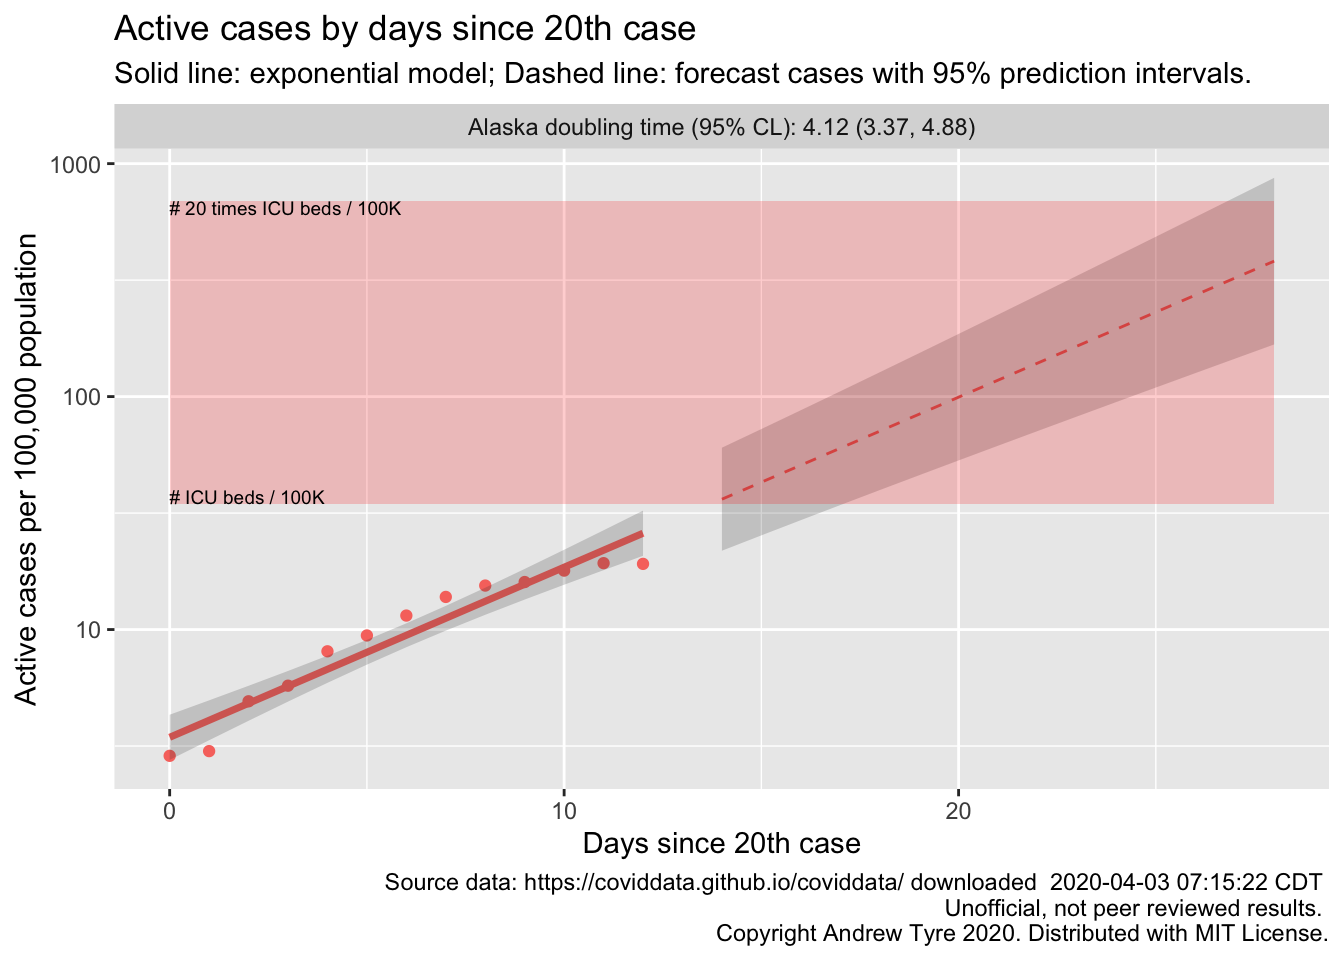 Active cases by days since 20th case
Solid line: exponential model; Dashed line: forecast cases with 95% prediction intervals.
Alaska doubling time (95% CL): 4.12 (3.37, 4.88)
Active cases per 100,000 population
1000
100
10
# 20 times ICU beds / 100K
# ICU beds / 100K
0
10
20
Days since 20th case
Source data: https://coviddata.github.io/coviddata/ downloaded  2020-04-03 07:15:22 CDT
Unofficial, not peer reviewed results.
Copyright Andrew Tyre 2020. Distributed with MIT License.